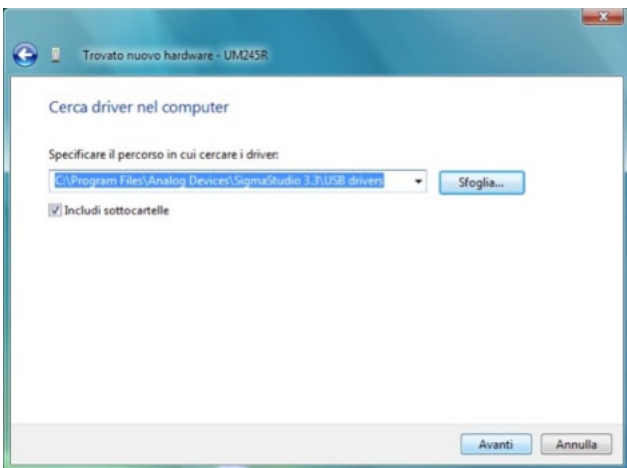 Trovato nuovo hardware - UM245R
Cerca driver nel computer
Specificare il percorso in cui cercare i driver:
C:\Program Files\Analog Devices\SigmaStudio 3.3\USB drivers
Sfoglia...
Includi sottocartelle
Avanti
Annulla